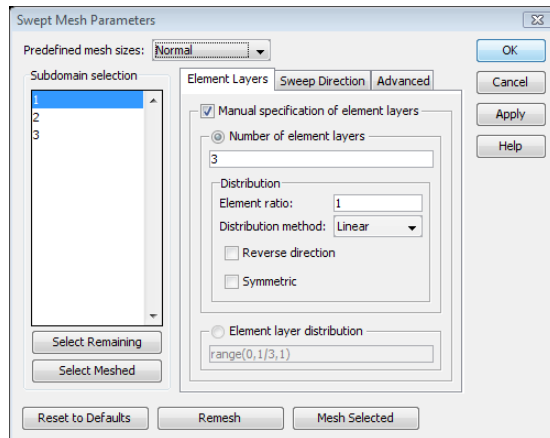 Swept Mesh Parameters
Predefined mesh sizes: Normal
OK
Subdomain selection
1
2
3
Select Remaining
Select Meshed
Element Layers Sweep Direction Advanced
Manual specification of element layers
Number of element layers
3
Distribution
Element ratio: 1
Distribution method: Linear
Reverse direction
Symmetric
Element layer distribution
range(0,1/3,1)
Cancel
Apply
Help
Reset to Defaults Remesh Mesh Selected